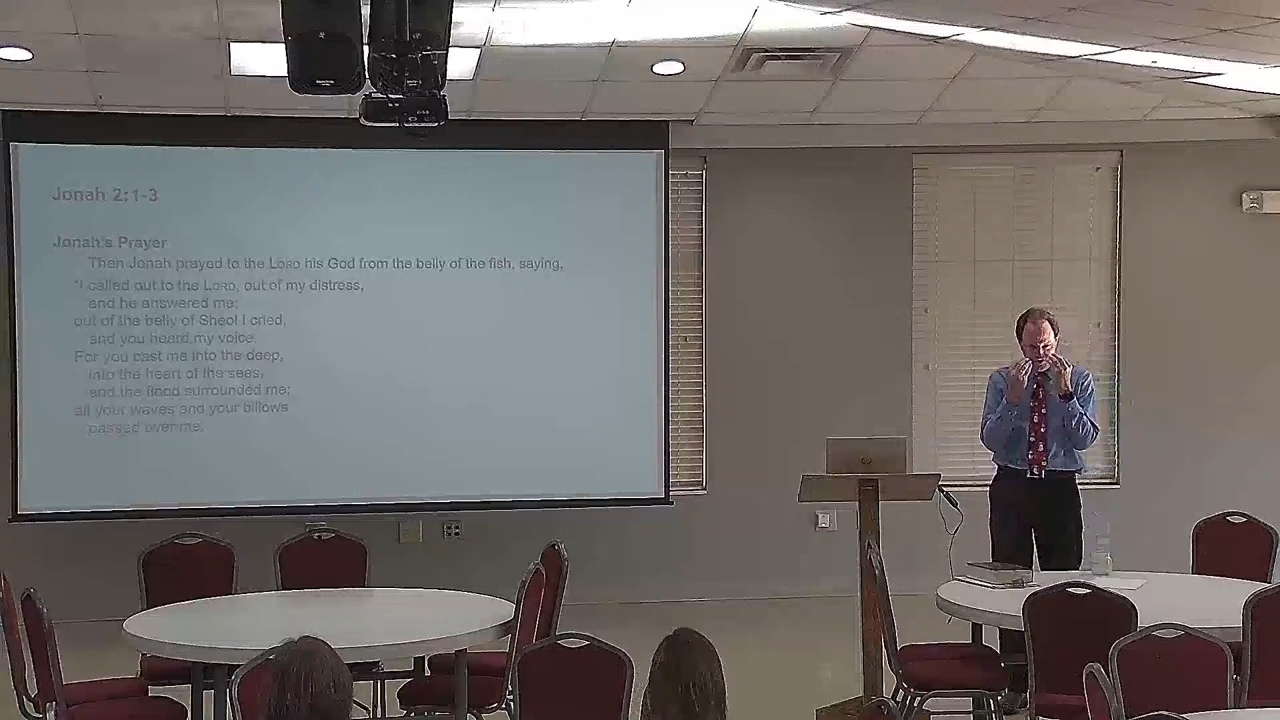 Jonah 2:1-3
Jonah's Prayer
Then Jonah prayed to the LORD his God from the belly of the fish, saying,
"I called out to the LORD, out of my distress,
and he answered me;
out of the belly of Sheol I cried,
and you heard my voice.
For you cast me into the deep,
into the heart of the seas,
and the flood surrounded me;
all your waves and your billows
passed over me.